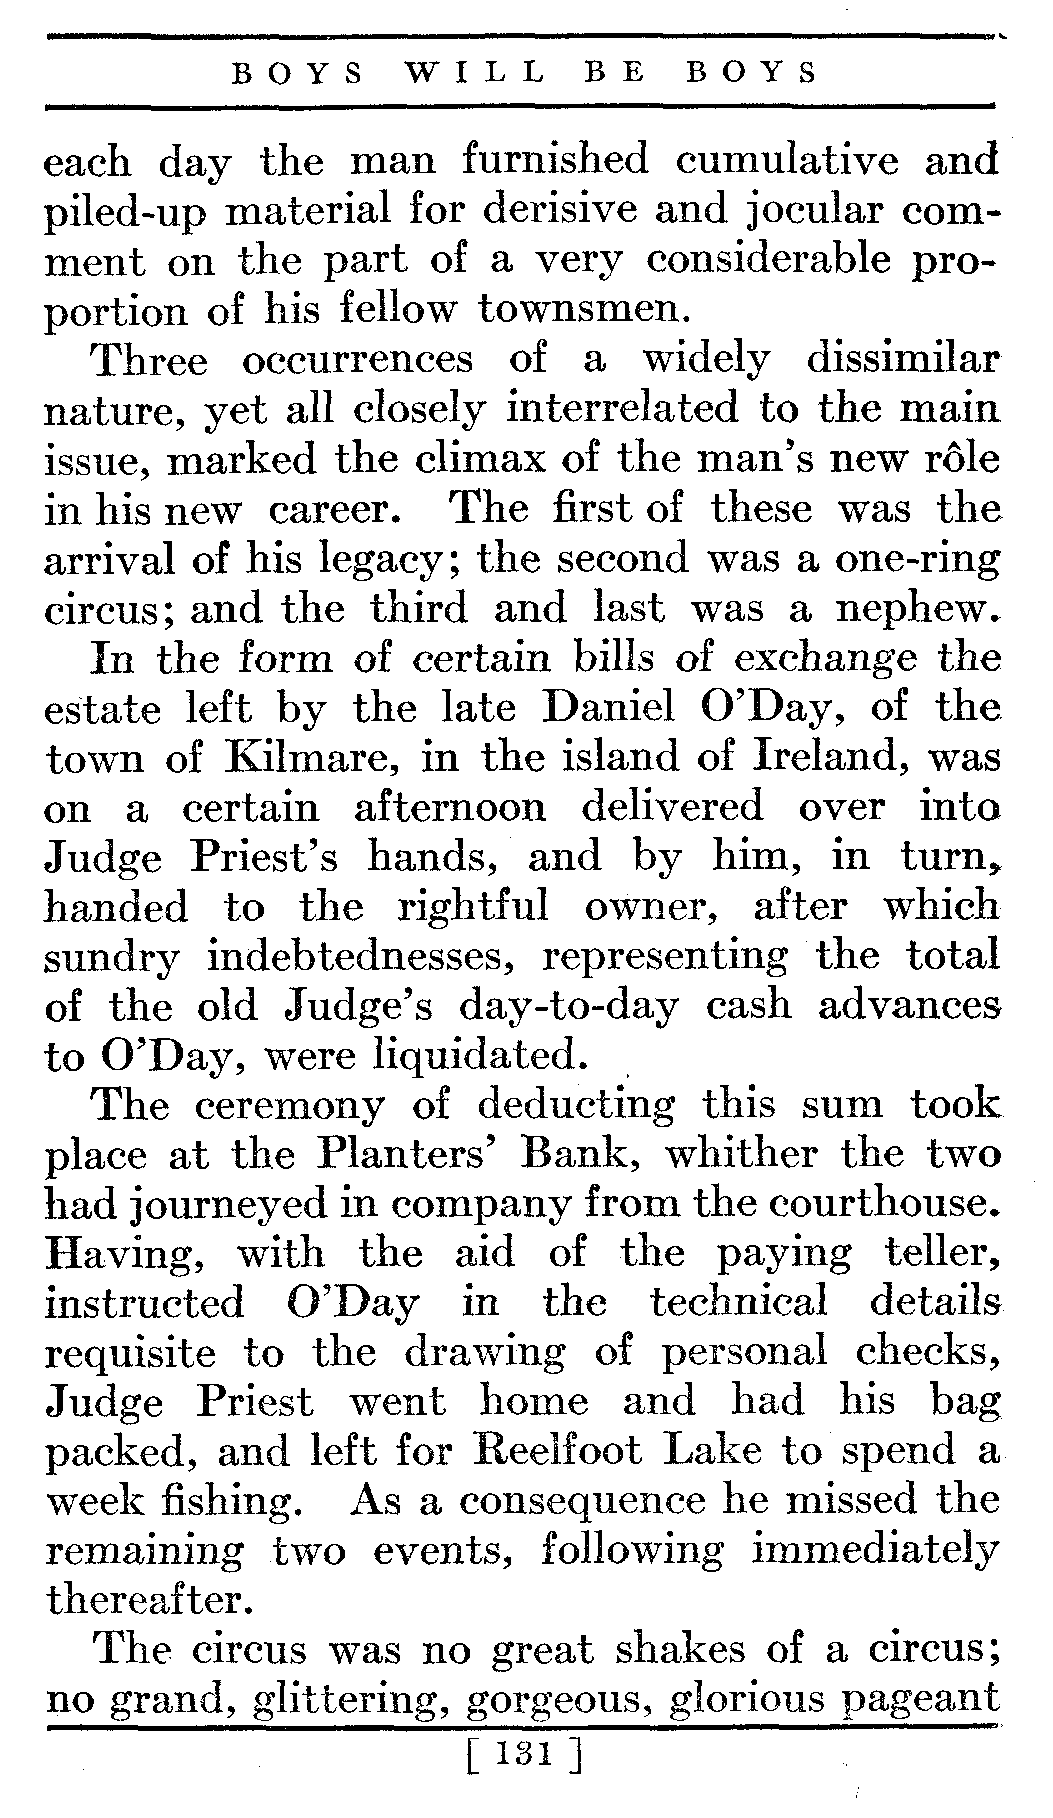 BOYS WILL BE BOYS
each day the man furnished cumulative and
piled-up material for derisive and jocular com-
ment on the part of a very considerable pro-
portion of his fellow townsmen.
Three occurrences of a widely dissimilar
nature, yet all closely interrelated to the main
issue, marked the climax of the man's new rôle
in his new career. The first of these was the
arrival of his legacy; the second was a one-ring
circus; and the third and last was a nephew.
In the form of certain bills of exchange the
estate left by the late Daniel O'Day, of the
town of Kilmare, in the island of Ireland, was
on a certain afternoon delivered over into
Judge Priest's hands, and by him, in turn,
handed to the rightful owner, after which
sundry indebtednesses, representing the total
of the old Judge's day-to-day cash advances
to O'Day, were liquidated.
The ceremony of deducting this sum took
place at the Planters' Bank, whither the two
had journeyed in company from the courthouse.
Having, with the aid of the paying teller,
instructed O'Day in the technical details
requisite to the drawing of personal checks,
Judge Priest went home and had his bag
packed, and left for Reelfoot Lake to spend a
week fishing. As a consequence he missed the
remaining two events, following immediately
thereafter.
The circus was no great shakes of a circus;
no grand, glittering, gorgeous, glorious pageant
[ 131 ]